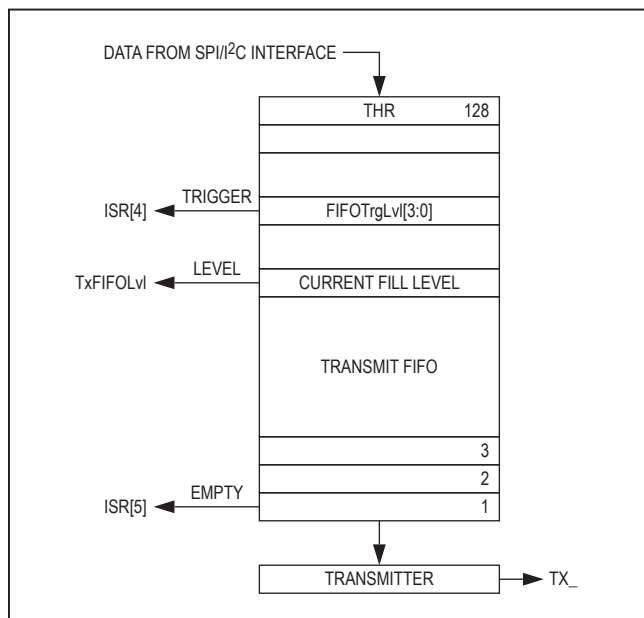 DATA FROM SPI/I2C INTERFACE
THR 128
TRIGGER
ISR[4] FIFOTrgLvl[3:0]
LEVEL
TxFIFOLvl CURRENT FILL LEVEL
TRANSMIT FIFO
3
2
EMPTY
ISR[5] 1
TRANSMITTER TX_